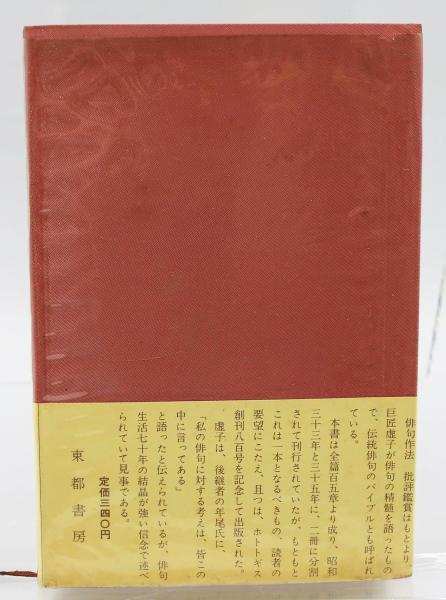 俳句作法　批評鑑賞はもとより、
巨匠虚子が俳句の精髄を語ったもの
で、伝統俳句のバイブルとも呼ばれ
ている。
本書は全篇百五章より成り、昭和
三十三年と三十五年に、二冊に分割
されて刊行されていたが、もともと
これは一本となるべきもの、読者の
要望にこたえ、且つは、ホトトギス
創刊八百号を記念して出版された。
虚子は、後継者の年尾氏に、
「私の俳句に対する考えは、皆この
中に言ってある」
と語ったと伝えられているが、俳句
生活七十年の結晶が強い信念で述べ
られていて見事である。
定価三四〇円
東都書房